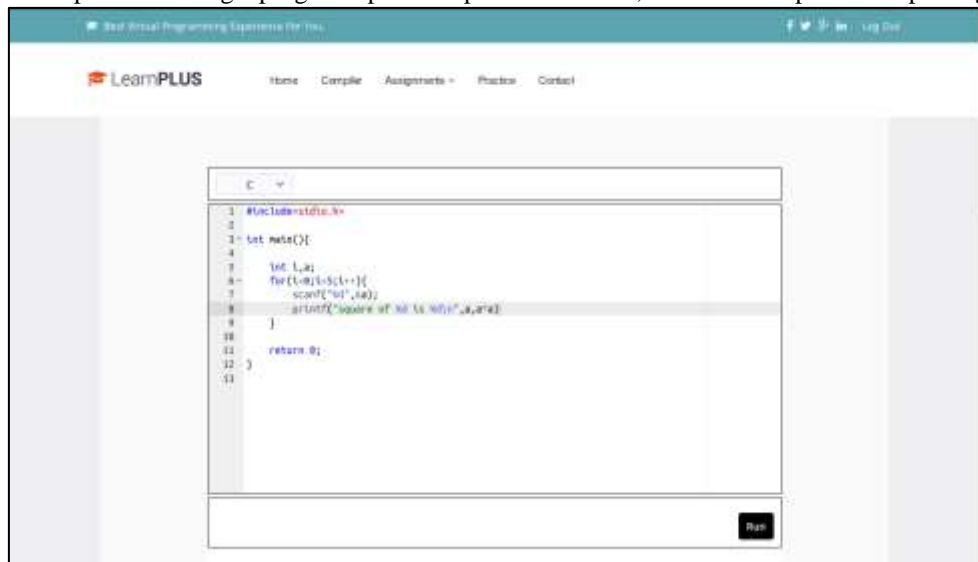 Best Virtual Programming Experience For You
Log Out
LearnPLUS
Home Compiler Assignments Practice Contact
C
1 #include<stdio.h>
2
3 int main(){
4
5 int i,a;
6 for(i=0;i<5;i++){
7 scanf("%d",&a);
8 printf("square of %d is %d\n",a,a*a)
9 }
10
11 return 0;
12 }
13
Run